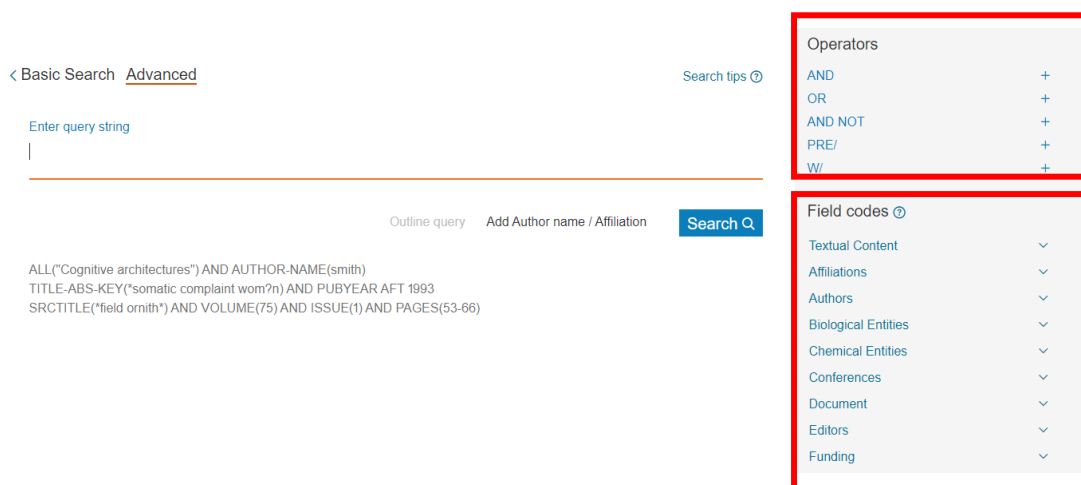 Basic Search Advanced
Search tips
Enter query string
Outline query Add Author name / Affiliation Search
ALL("Cognitive architectures") AND AUTHOR-NAME(smith)
TITLE-ABS-KEY(*somatic complaint wom?n) AND PUBYEAR AFT 1993
SRCTITLE(*field ornith*) AND VOLUME(75) AND ISSUE(1) AND PAGES(53-66)
Operators
AND +
OR +
AND NOT +
PRE/ +
W/ +
Field codes
Textual Content
Affiliations
Authors
Biological Entities
Chemical Entities
Conferences
Document
Editors
Funding